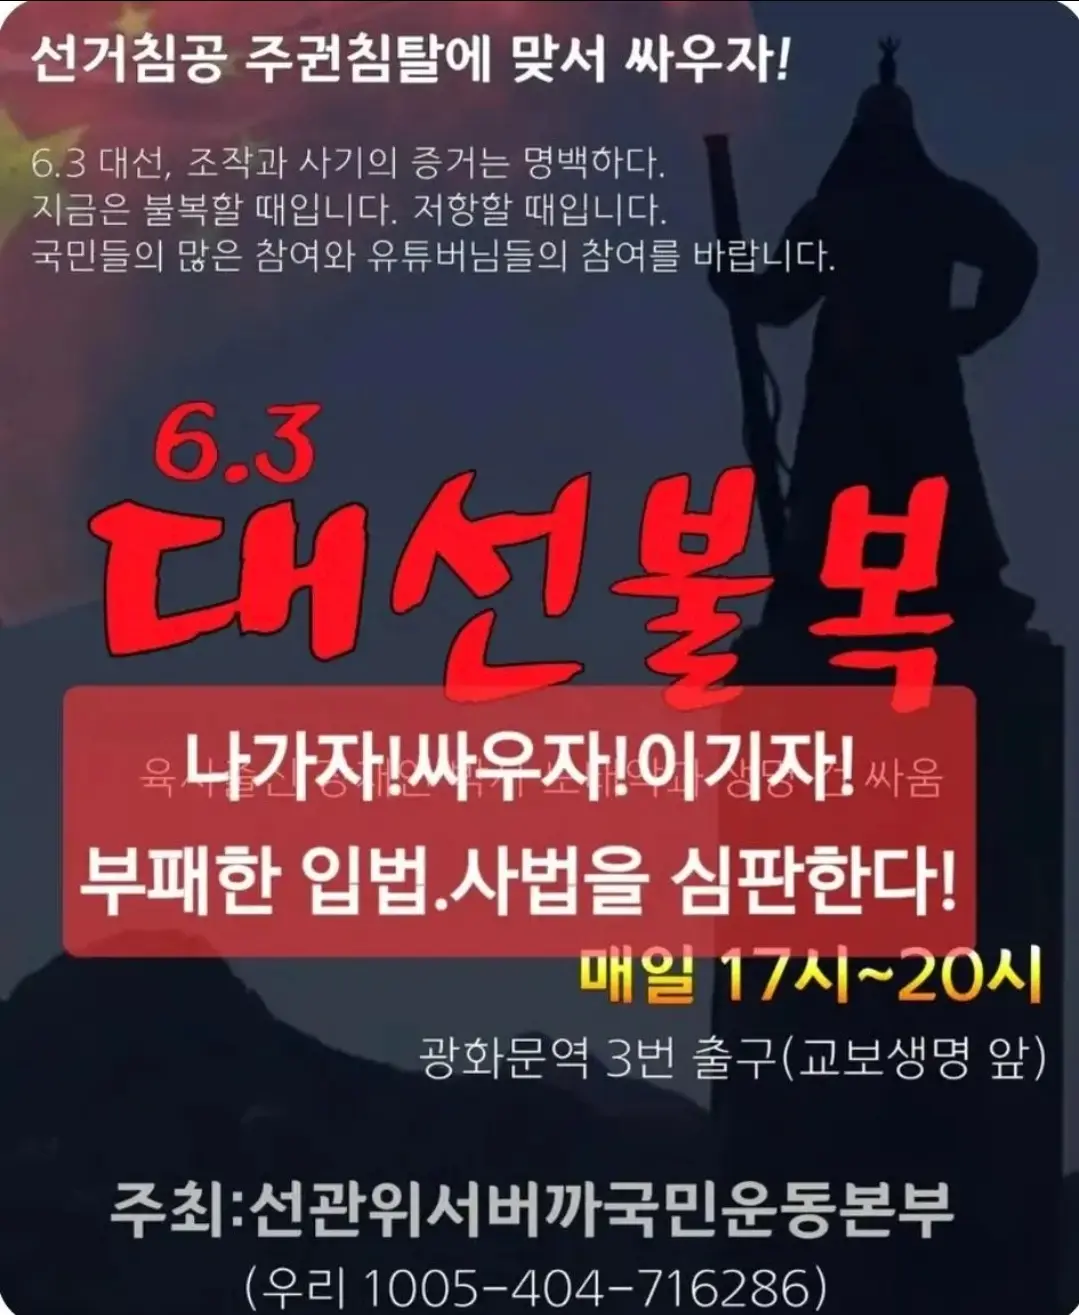 선거침공 주권침탈에 맞서 싸우자!
6.3 대선, 조작과 사기의 증거는 명백하다.
지금은 불복할 때입니다. 저항할 때입니다.
국민들의 많은 참여와 유튜버님들의 참여를 바랍니다.
6.3
대선불복
나가자!싸우자!이기자!
싸움
부패한 입법.사법을 심판한다!
매일 17시~20시
광화문역 3번 출구(교보생명 앞)
주최:선관위서버까국민운동본부
(우리 1005-404-716286)